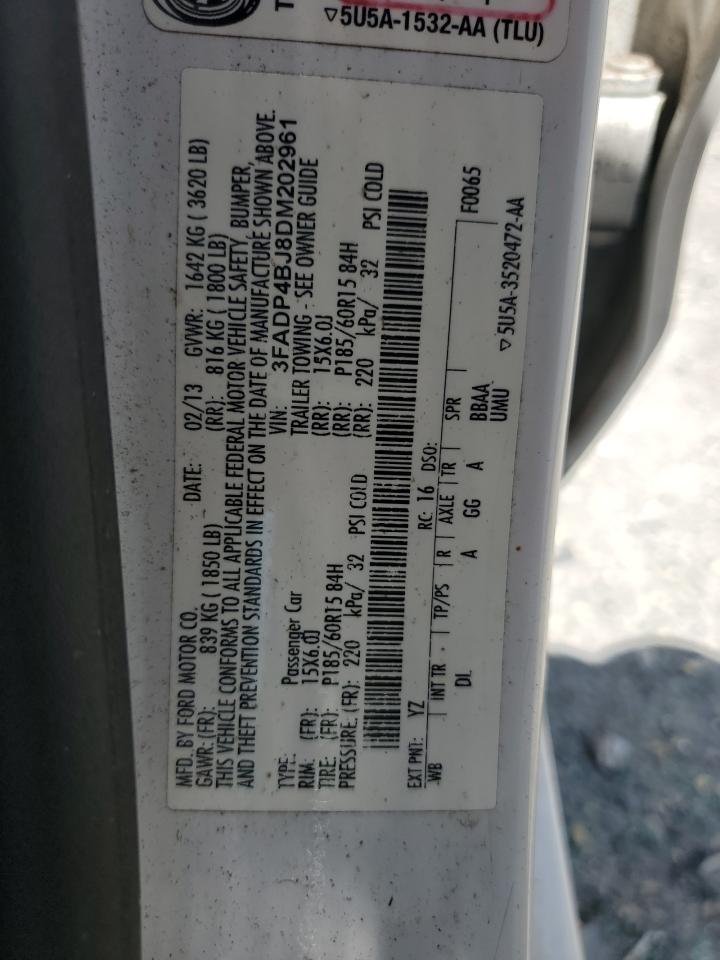 ▽5U5A-1532-AA (TLU)
MFD. BY FORD MOTOR CO. DATE: 02/13 GVWR: 1642 KG ( 3620 LB)
GAWR: (FR): 839 KG ( 1850 LB) (RR): 816 KG ( 1800 LB)
THIS VEHICLE CONFORMS TO ALL APPLICABLE FEDERAL MOTOR VEHICLE SAFETY, BUMPER,
AND THEFT PREVENTION STANDARDS IN EFFECT ON THE DATE OF MANUFACTURE SHOWN ABOVE.
VIN: 3FADP4BJ8DM202961
TYPE: Passenger Car TRAILER TOWING - SEE OWNER GUIDE
RIM: (FR): 15X6.0J (RR): 15X6.0J
TIRE: (FR): P185/60R15 84H (RR): P185/60R15 84H
PRESSURE: (FR): 220 kPa/ 32 PSI COLD (RR): 220 kPa/ 32 PSI COLD
EXT PNT: YZ RC: 16 DSO: F0065
WB INT TR TP/PS R AXLE TR SPR
DL A GG A BBAA
UMU
▽5U5A-3520472-AA